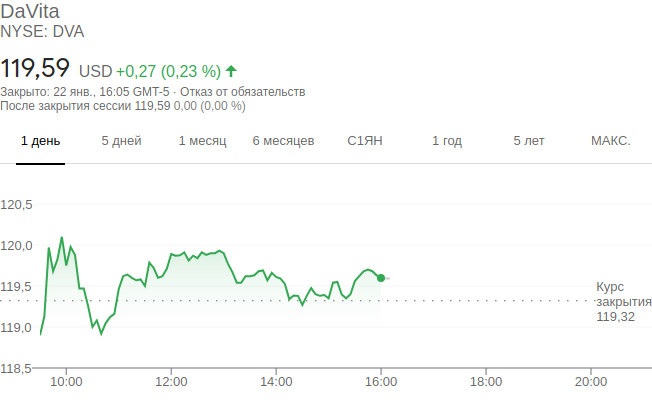 DaVita
NYSE: DVA
119,59 USD +0,27 (0,23 %)
Закрыто: 22 янв., 16:05 GMT-5 · Отказ от обязательств
После закрытия сессии 119,59 0,00 (0,00 %)
1 день 5 дней 1 месяц 6 месяцев С1ЯН 1 год 5 лет МАКС.
120,5
120,0
119,5
Курс
закрытия
119,32
119,0
118,5
10:00 12:00 14:00 16:00 18:00 20:00